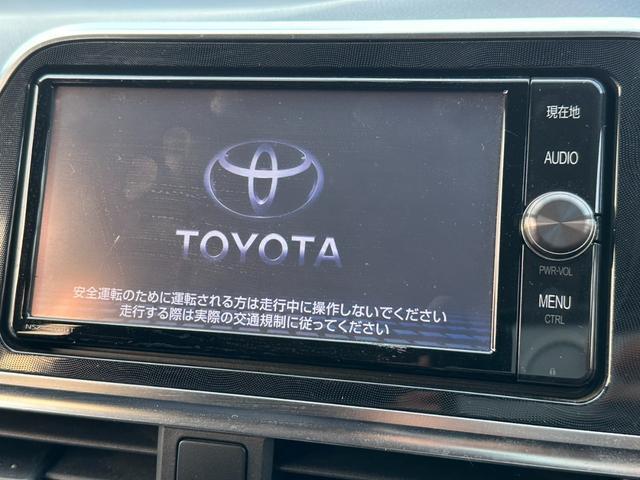 現在地
AUDIO
TOYOTA
PWR-VOL
安全運転のために運転される方は走行中に操作しないでください
走行する際は実際の交通規制に従ってください
MENU
CTRL